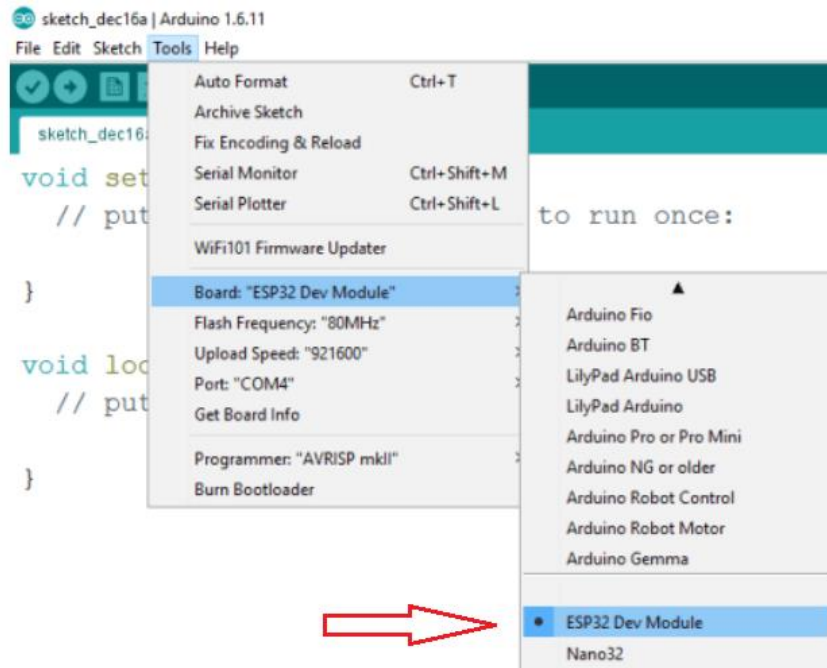 sketch_dec16a | Arduino 1.6.11
File Edit Sketch Tools Help
sketch_dec16
Auto Format Ctrl+T
Archive Sketch
Fix Encoding & Reload
Serial Monitor Ctrl+Shift+M
Serial Plotter Ctrl+Shift+L
WiFi101 Firmware Updater
Board: "ESP32 Dev Module"
Flash Frequency: "80MHz"
Upload Speed: "921600"
Port: "COM4"
Get Board Info
Programmer: "AVRISP mkII"
Burn Bootloader
void set
// put to run once:
}
void loo
// put
}
Arduino Fio
Arduino BT
LilyPad Arduino USB
LilyPad Arduino
Arduino Pro or Pro Mini
Arduino NG or older
Arduino Robot Control
Arduino Robot Motor
Arduino Gemma
ESP32 Dev Module
Nano32